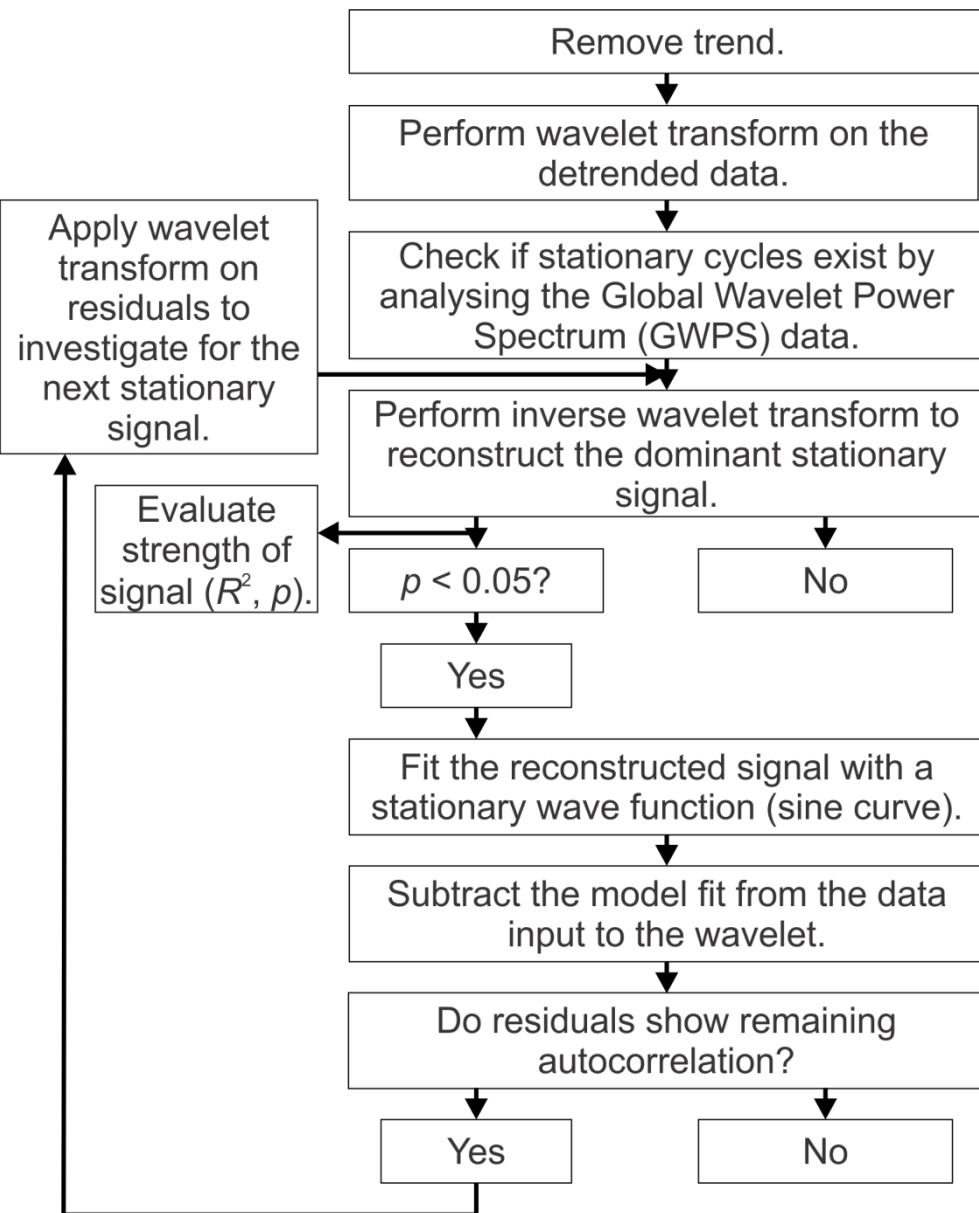 Remove trend.
Perform wavelet transform on the
detrended data.
Apply wavelet
transform on
residuals to
investigate for the
next stationary
signal.
Check if stationary cycles exist by
analysing the Global Wavelet Power
Spectrum (GWPS) data.
Perform inverse wavelet transform to
reconstruct the dominant stationary
signal.
Evaluate
strength of
signal (R², p).
p < 0.05?
No
Yes
Fit the reconstructed signal with a
stationary wave function (sine curve).
Subtract the model fit from the data
input to the wavelet.
Do residuals show remaining
autocorrelation?
Yes
No